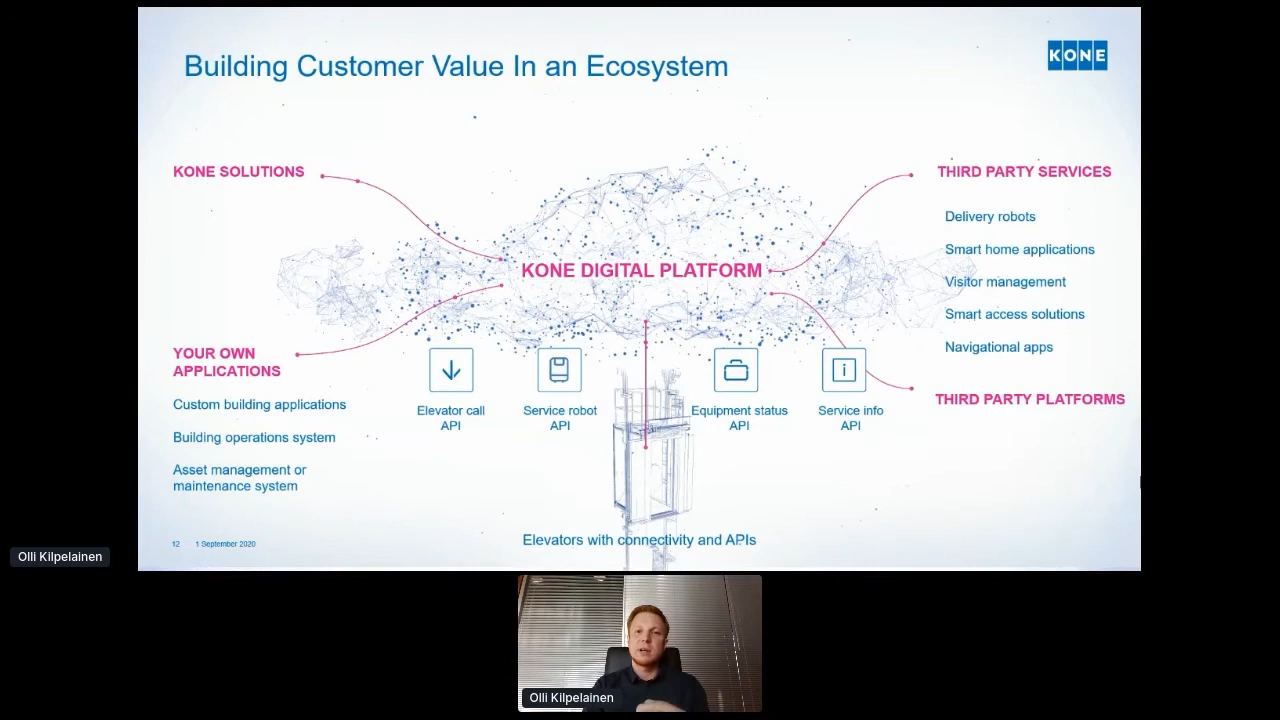 Building Customer Value In an Ecosystem
KONE
KONE SOLUTIONS
THIRD PARTY SERVICES
Delivery robots
Smart home applications
Visitor management
Smart access solutions
Navigational apps
KONE DIGITAL PLATFORM
YOUR OWN
APPLICATIONS
Custom building applications
Building operations system
Asset management or
maintenance system
Elevator call
API
Service robot
API
Equipment status
API
Service info
API
THIRD PARTY PLATFORMS
Elevators with connectivity and APIs
12 1 September 2020
Olli Kilpelainen
Olli Kilpelainen